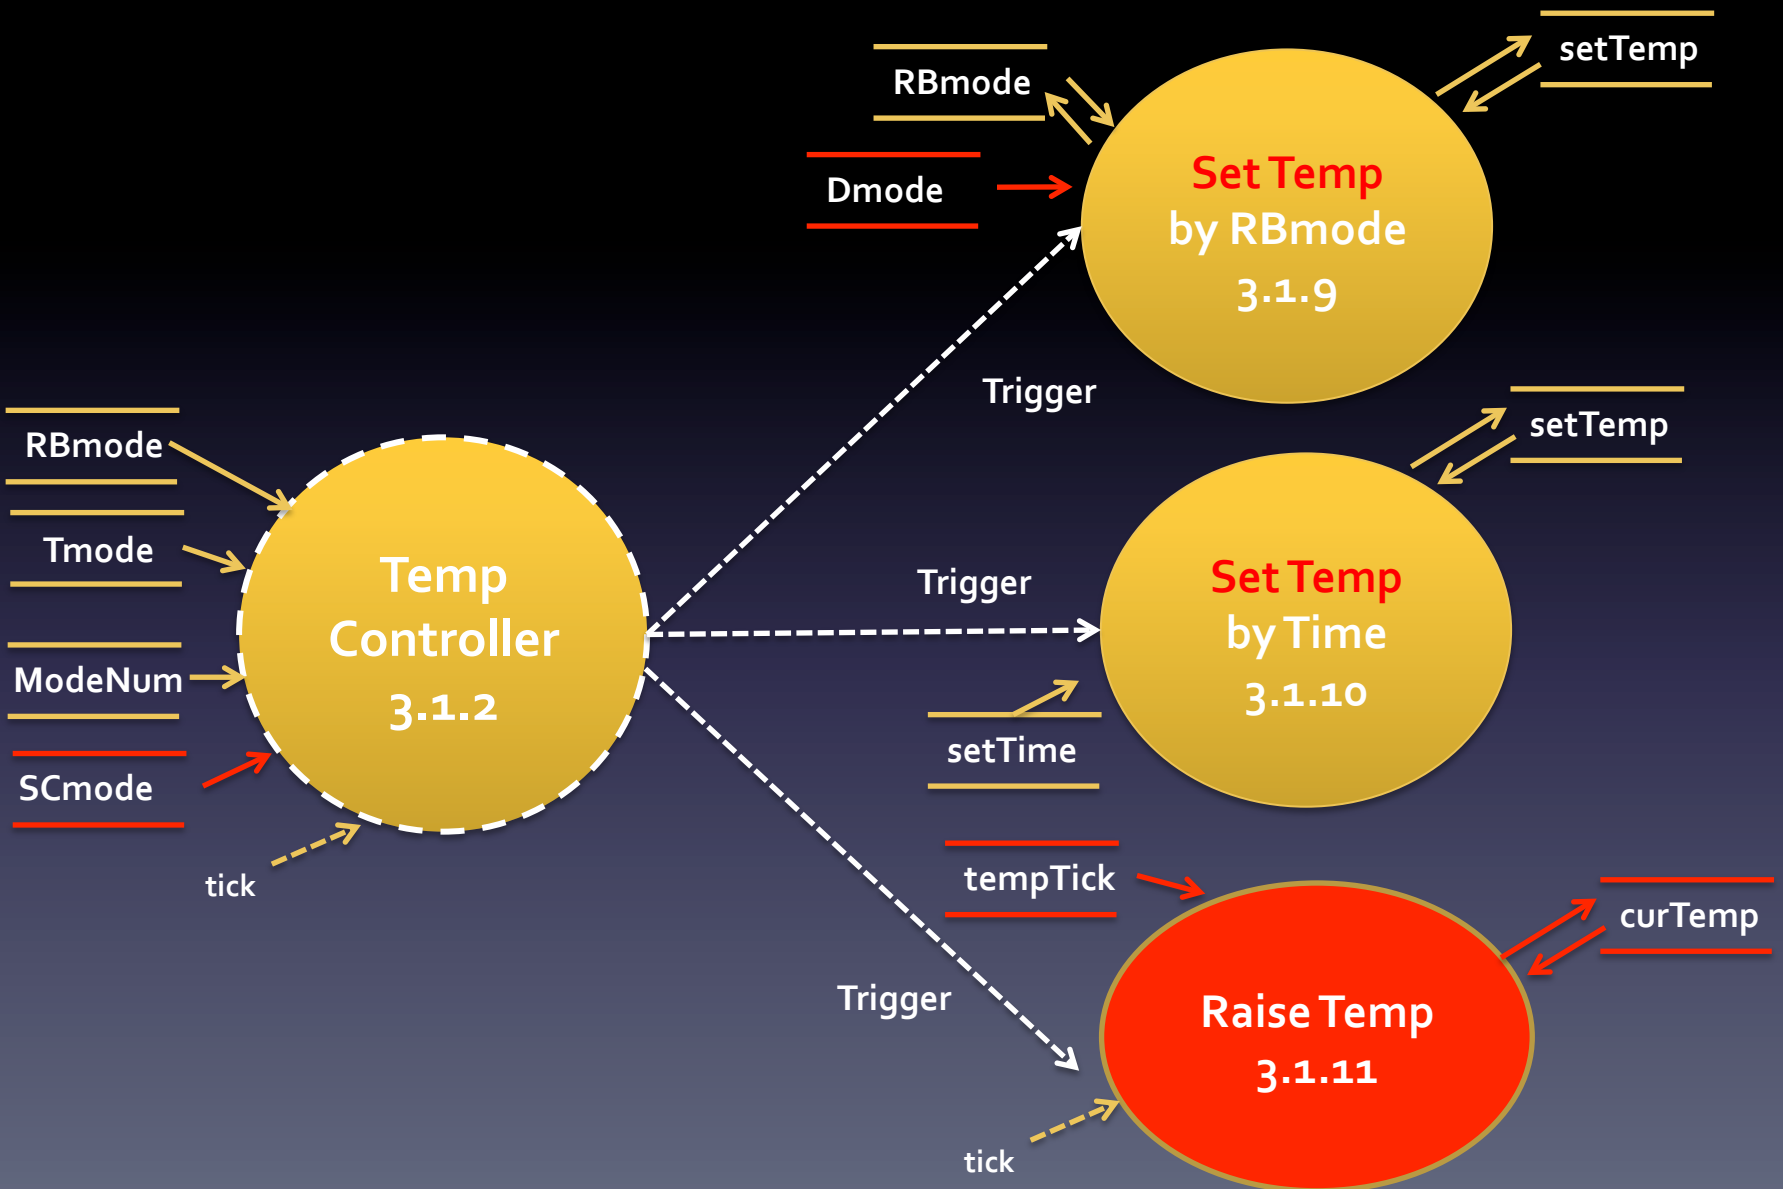 setTemp
RBmode
Dmode
Set Temp
by RBmode
3.1.9
Trigger
setTemp
RBmode
Tmode
ModeNum
SCmode
tick
Temp
Controller
3.1.2
Trigger
Set Temp
by Time
3.1.10
setTime
tempTick
curTemp
Trigger
Raise Temp
3.1.11
tick